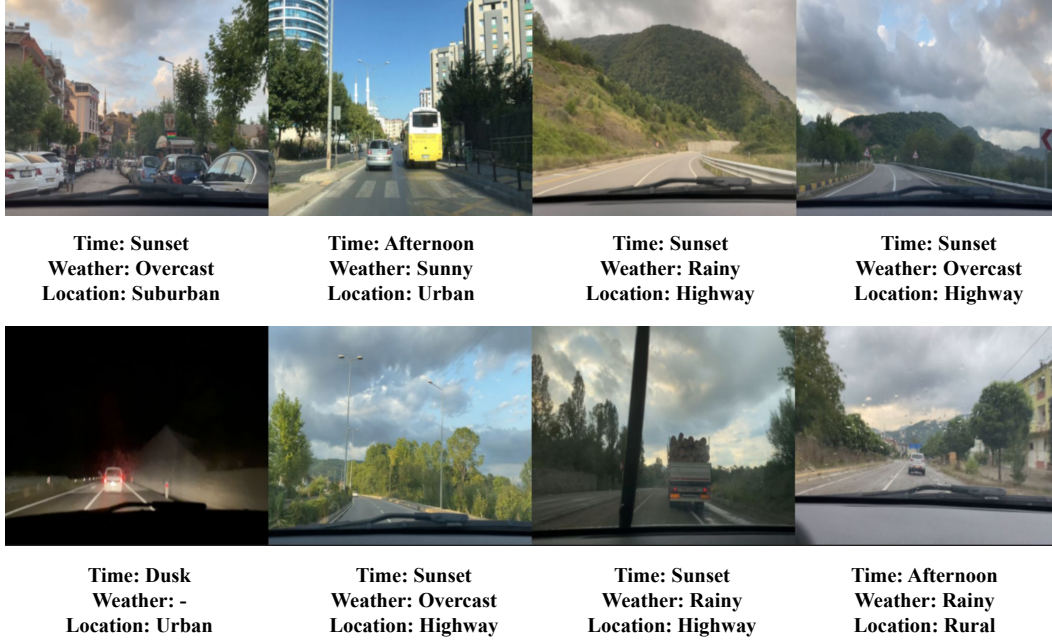 Time: Sunset
Weather: Overcast
Location: Suburban
Time: Afternoon
Weather: Sunny
Location: Urban
Time: Sunset
Weather: Rainy
Location: Highway
Time: Sunset
Weather: Overcast
Location: Highway
Time: Dusk
Weather: -
Location: Urban
Time: Sunset
Weather: Overcast
Location: Highway
Time: Sunset
Weather: Rainy
Location: Highway
Time: Afternoon
Weather: Rainy
Location: Rural